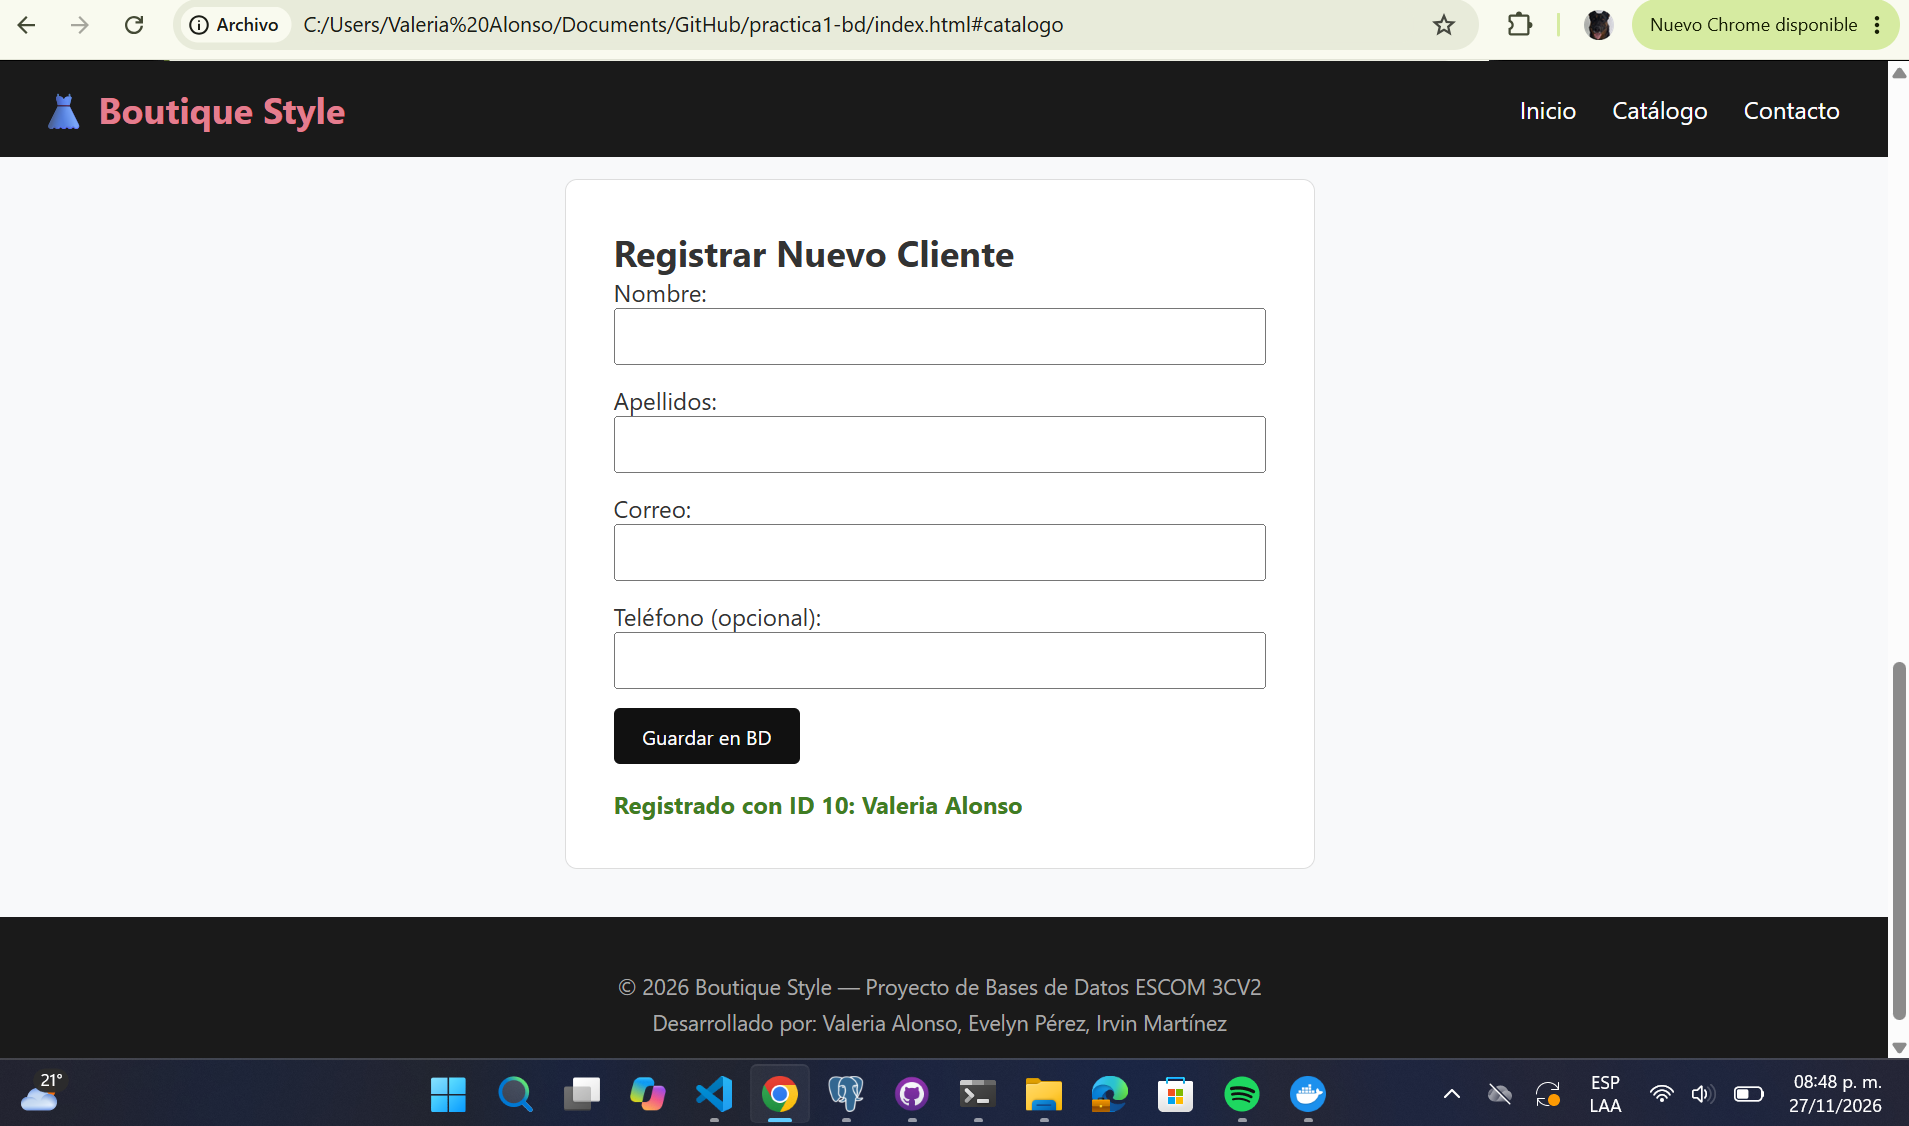 Archivo
C:/Users/Valeria%20Alonso/Documents/GitHub/practica1-bd/index.html#catalogo
Nuevo Chrome disponible
Boutique Style
Inicio Catálogo Contacto
Registrar Nuevo Cliente
Nombre:
Apellidos:
Correo:
Teléfono (opcional):
Guardar en BD
Registrado con ID 10: Valeria Alonso
© 2026 Boutique Style — Proyecto de Bases de Datos ESCOM 3CV2
Desarrollado por: Valeria Alonso, Evelyn Pérez, Irvin Martínez
21°
ESP
LAA
08:48 p. m.
27/11/2026